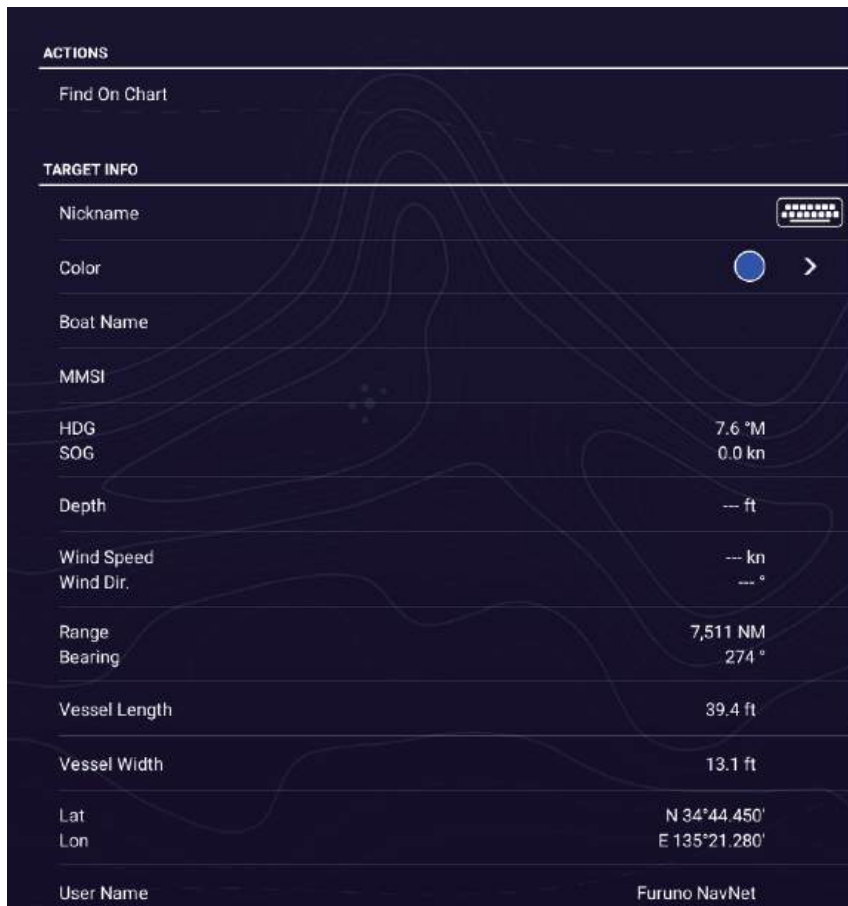 ACTIONS
Find On Chart
TARGET INFO
Nickname
Color
Boat Name
MMSI
HDG 7.6 °M
SOG 0.0 kn
Depth --- ft
Wind Speed --- kn
Wind Dir. --- °
Range 7,511 NM
Bearing 274 °
Vessel Length 39.4 ft
Vessel Width 13.1 ft
Lat N 34°44.450'
Lon E 135°21.280'
User Name Furuno NavNet